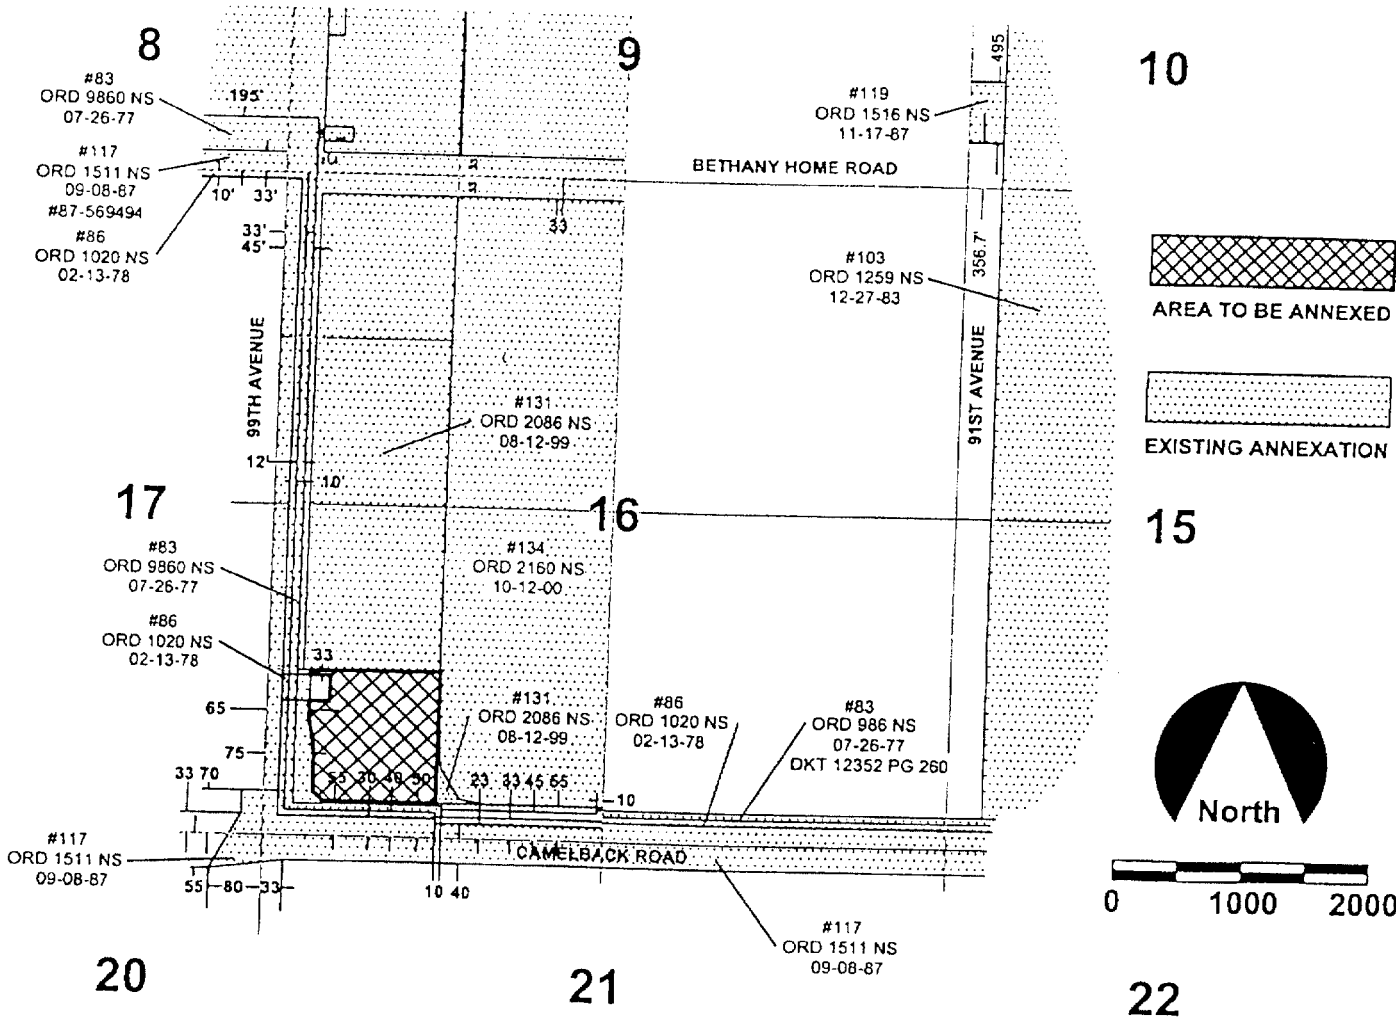 8
9
10
#83
ORD 9860 NS
07-26-77
195'
#117
ORD 1511 NS
09-08-87
#87-569494
10'
33'
#86
ORD 1020 NS
02-13-78
33'
45'
33
#119
ORD 1516 NS
11-17-87
495
BETHANY HOME ROAD
#103
ORD 1259 NS
12-27-83
356.7'
91ST AVENUE
99TH AVENUE
AREA TO BE ANNEXED
EXISTING ANNEXATION
#131
ORD 2086 NS
08-12-99
12'
10'
17
16
15
#83
ORD 9860 NS
07-26-77
#134
ORD 2160 NS
10-12-00
#86
ORD 1020 NS
02-13-78
33
65
75
33 70
#131
ORD 2086 NS
08-12-99
#86
ORD 1020 NS
02-13-78
#83
ORD 986 NS
07-26-77
DKT 12352 PG 260
55 30 40 50 23 33 45 65
10
CAMELBACK ROAD
#117
ORD 1511 NS
09-08-87
55 80 33
10 40
#117
ORD 1511 NS
09-08-87
North
0 1000 2000
20
21
22